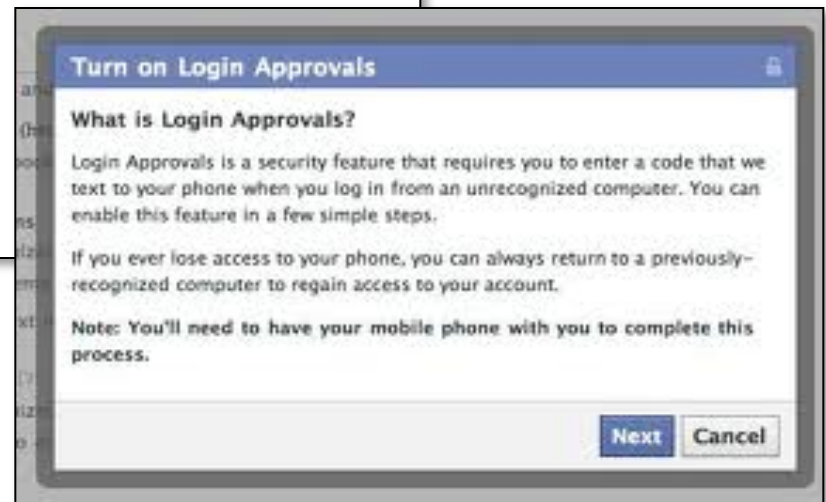 Turn on Login Approvals
What is Login Approvals?
Login Approvals is a security feature that requires you to enter a code that we
text to your phone when you log in from an unrecognized computer. You can
enable this feature in a few simple steps.
If you ever lose access to your phone, you can always return to a previously-
recognized computer to regain access to your account.
Note: You'll need to have your mobile phone with you to complete this
process.
Next Cancel